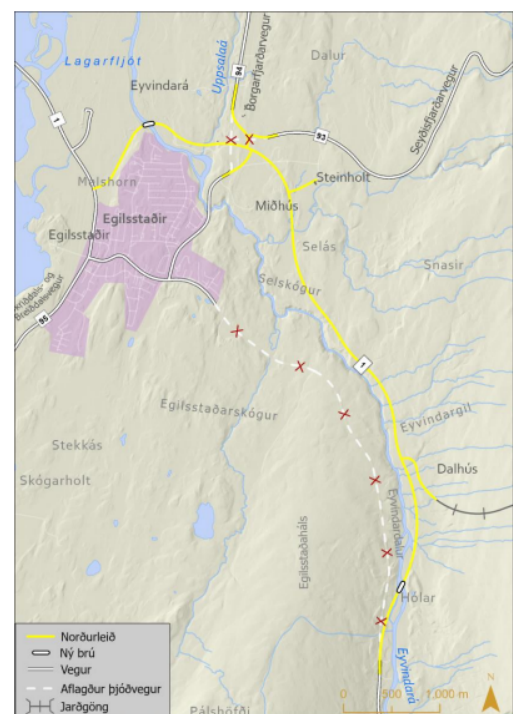 Lagarfljót
Uppsalaá
94
Borgarfjarðarvegur
Dalur
Seyðisfjarðarvegur
Eyvindará
1
93
Steinholt
Melshorn
Miðhús
Egilsstaðir
Egilsstaðir
Selás
Snasir
Selskógur
Breiðdalsvegur
95
1
Egilsstaðarskógur
Eyvindargil
Stekkás
Dalhús
Skógarholt
Eyvindardalur
Egilsstaðaháls
Hólar
Eyvindará
Pálshöfði
Norðurleið
Ný brú
Vegur
Aflagður þjóðvegur
Jarðgöng
N
0 500 1.000 m